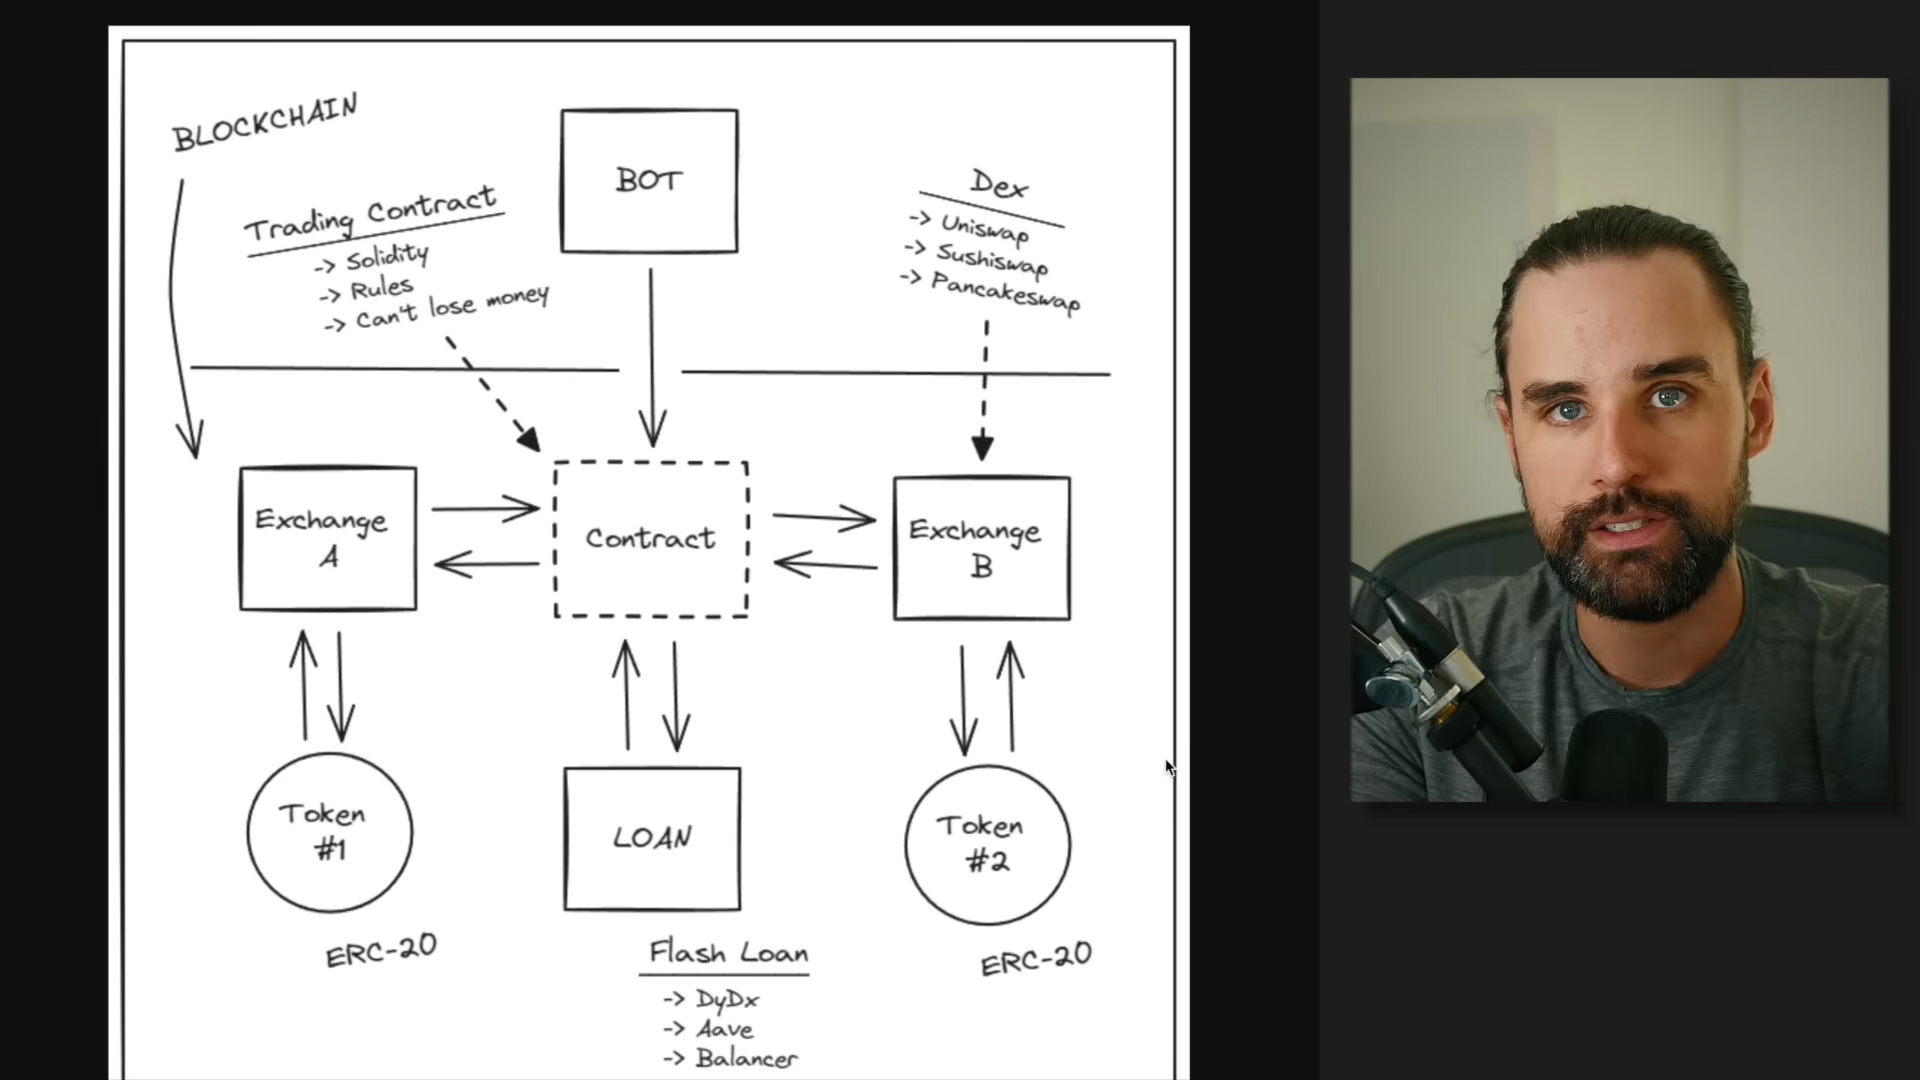 BLOCKCHAIN
BOT
Trading Contract
-> Solidity
-> Rules
-> Can't lose money
Dex
-> Uniswap
-> Sushiswap
-> Pancakeswap
Exchange
A
Contract
Exchange
B
Token
#1
LOAN
Token
#2
ERC-20
Flash Loan
-> DyDx
-> Aave
-> Balancer
ERC-20